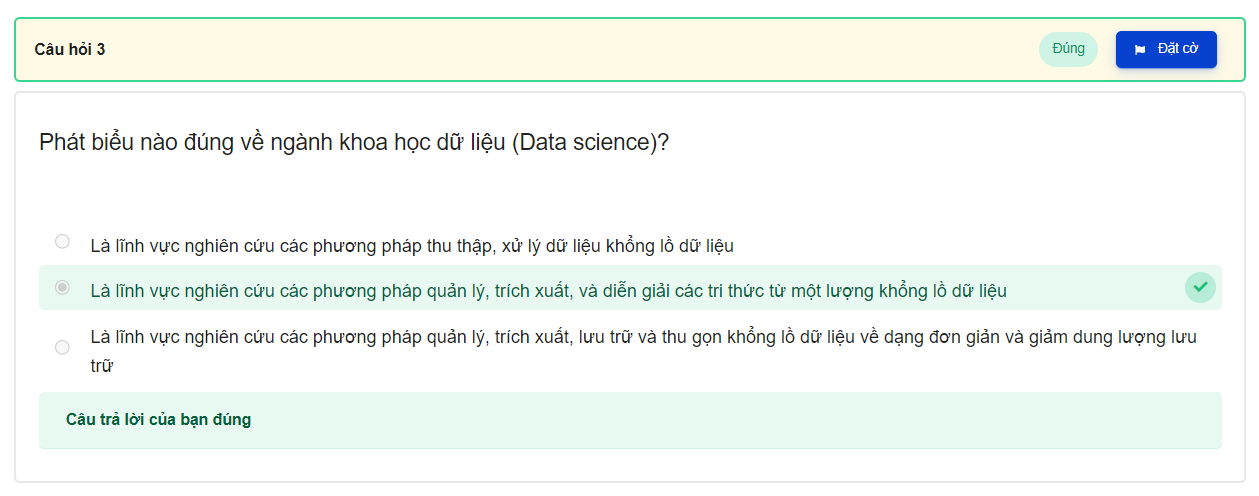 Câu hỏi 3
Đúng
Đặt cờ
Phát biểu nào đúng về ngành khoa học dữ liệu (Data science)?
Là lĩnh vực nghiên cứu các phương pháp thu thập, xử lý dữ liệu khổng lồ dữ liệu
Là lĩnh vực nghiên cứu các phương pháp quản lý, trích xuất, và diễn giải các tri thức từ một lượng khổng lồ dữ liệu
Là lĩnh vực nghiên cứu các phương pháp quản lý, trích xuất, lưu trữ và thu gọn khổng lồ dữ liệu về dạng đơn giản và giảm dung lượng lưu
trữ
Câu trả lời của bạn đúng